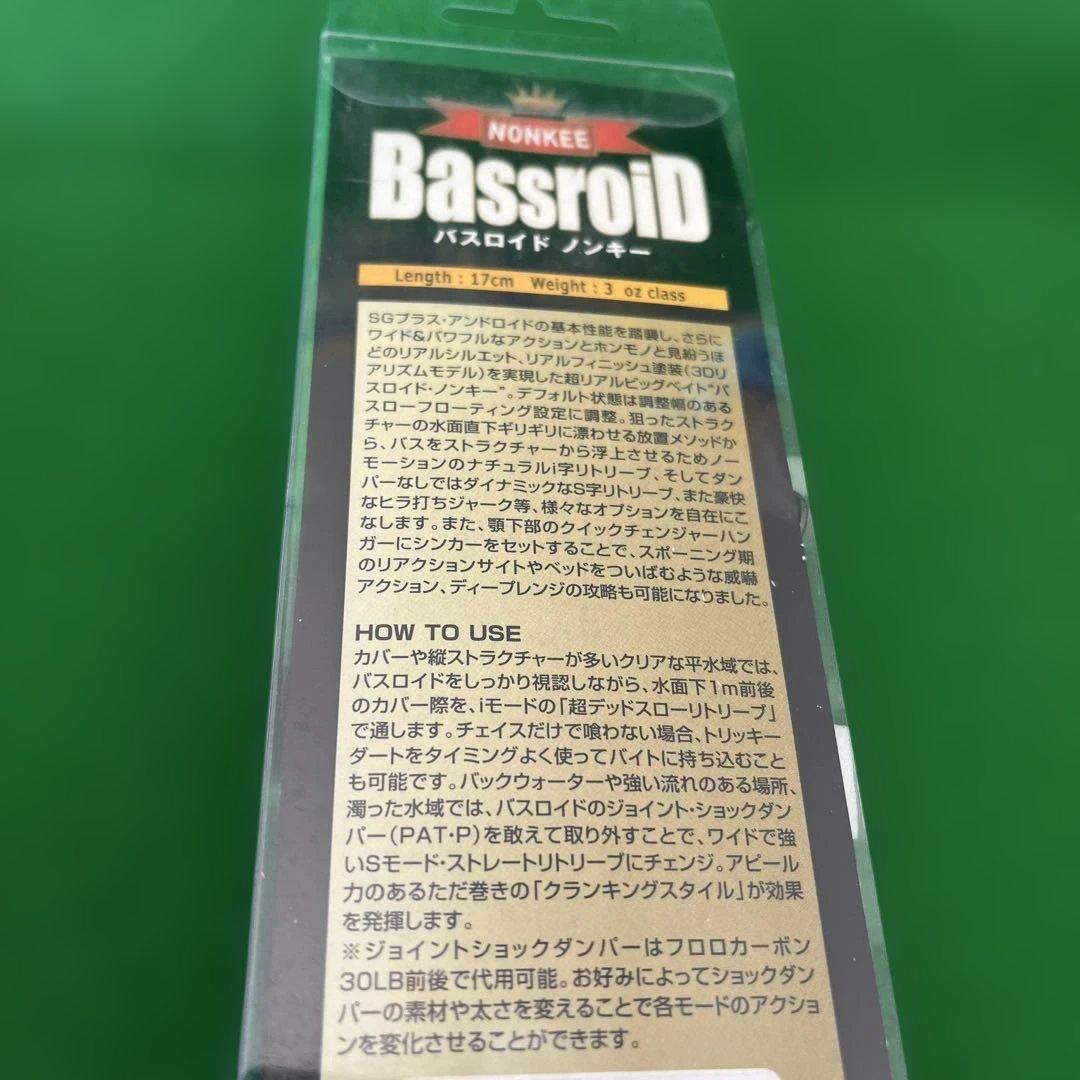 NONKEE
BassroiD
バスロイド ノンキー
Length : 17cm Weight : 3 oz class
SGプラス・アンドロイドの基本性能を踏襲し、さらに
ワイド&パワフルなアクションとホンモノと見紛うほ
どのリアルシルエット、リアルフィニッシュ塗装(3Dリ
アリズムモデル)を実現した超リアルビッグベイト"バ
スロイド・ノンキー"。デフォルト状態は調整幅のある
スローフローティング設定に調整。狙ったストラク
チャーの水面直下ギリギリに漂わせる放置メソッドか
ら、バスをストラクチャーから浮上させるためノー
モーションのナチュラルi字リトリーブ、そしてダン
パーなしではダイナミックなS字リトリーブ、また豪快
なヒラ打ちジャーク等、様々なオプションを自在にこ
なします。また、顎下部のクイックチェンジャーハン
ガーにシンカーをセットすることで、スポーニング期
のリアクションサイトやベッドをついばむような威嚇
アクション、ディープレンジの攻略も可能になりました。
HOW TO USE
カバーや縦ストラクチャーが多いクリアな平水域では、
バスロイドをしっかり視認しながら、水面下1m前後
のカバー際を、iモードの「超デッドスローリトリーブ」
で通します。チェイスだけで喰わない場合、トリッキー
ダートをタイミングよく使ってバイトに持ち込むこと
も可能です。バックウォーターや強い流れのある場所、
濁った水域では、バスロイドのジョイント・ショックダン
パー(PAT・P)を敢えて取り外すことで、ワイドで強
いSモード・ストレートリトリーブにチェンジ。アピール
力のあるただ巻きの「クランキングスタイル」が効果
を発揮します。
※ジョイントショックダンパーはフロロカーボン
30LB前後で代用可能。お好みによってショックダン
パーの素材や太さを変えることで各モードのアクショ
ンを変化させることができます。